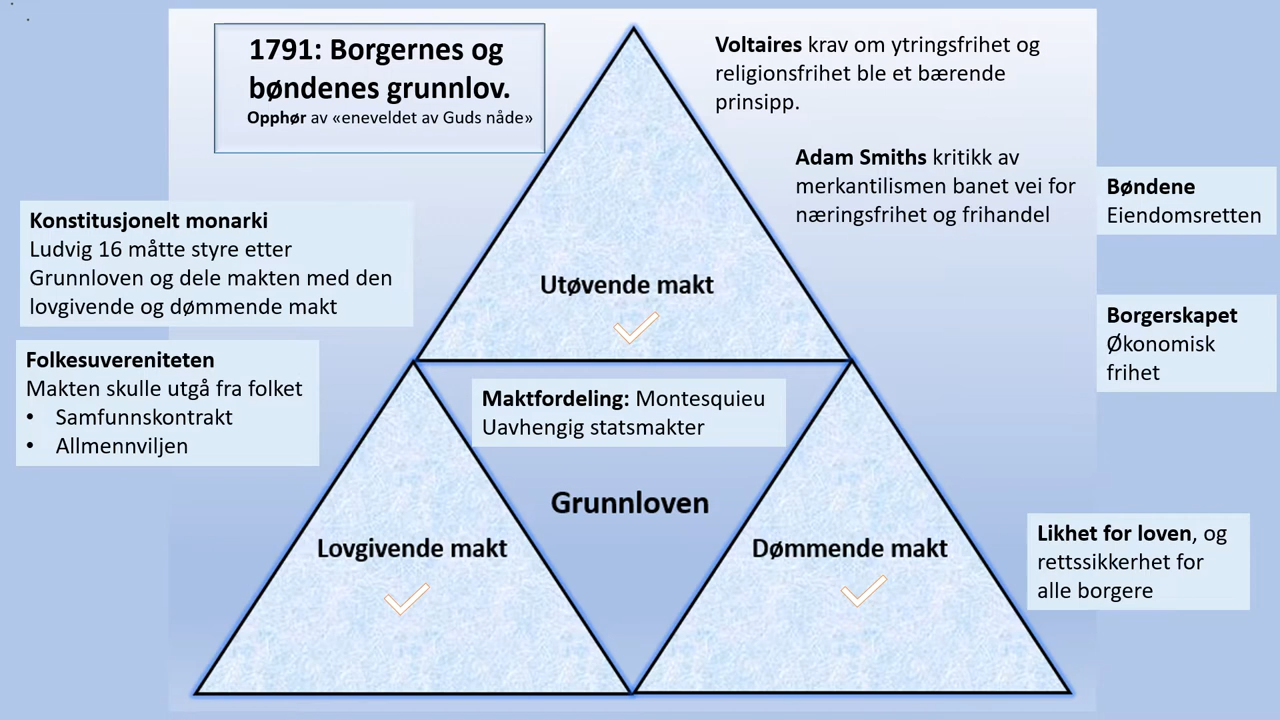 1791: Borgernes og
bøndenes grunnlov.
Opphør av «eneveldet av Guds nåde»
Voltaires krav om ytringsfrihet og
religionsfrihet ble et bærende
prinsipp.
Adam Smiths kritikk av
merkantilismen banet vei for
næringsfrihet og frihandel
Bøndene
Eiendomsretten
Konstitusjonelt monarki
Ludvig 16 måtte styre etter
Grunnloven og dele makten med den
lovgivende og dømmende makt
Utøvende makt
Borgerskapet
Økonomisk
frihet
Folkesuvereniteten
Makten skulle utgå fra folket
• Samfunnskontrakt
• Allmennviljen
Maktfordeling: Montesquieu
Uavhengig statsmakter
Grunnloven
Lovgivende makt
Dømmende makt
Likhet for loven, og
rettssikkerhet for
alle borgere